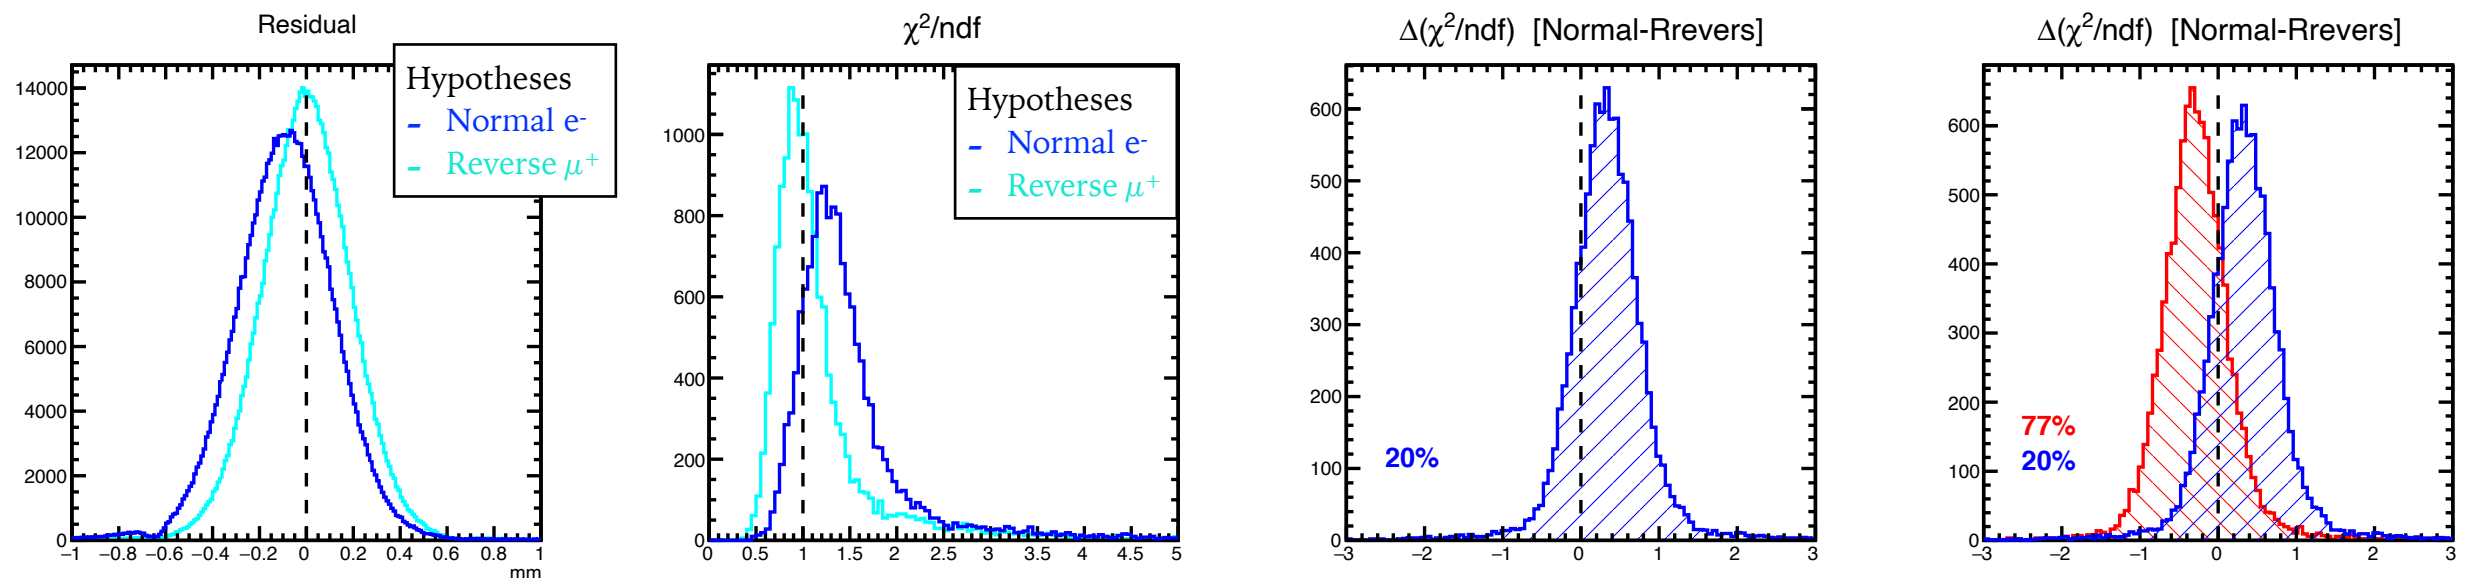 Residual
Hypotheses
- Normal e-
- Reverse μ⁺
14000
12000
10000
8000
6000
4000
2000
0
−1 −0.8 −0.6 −0.4 −0.2 0 0.2 0.4 0.6 0.8 1
mm
χ²/ndf
Hypotheses
- Normal e-
- Reverse μ⁺
1000
800
600
400
200
0
0 0.5 1 1.5 2 2.5 3 3.5 4 4.5 5
Δ(χ²/ndf) [Normal-Rrevers]
600
500
400
300
200
100
0
20%
−3 −2 −1 0 1 2 3
Δ(χ²/ndf) [Normal-Rrevers]
600
500
400
300
200
100
0
77%
20%
−3 −2 −1 0 1 2 3